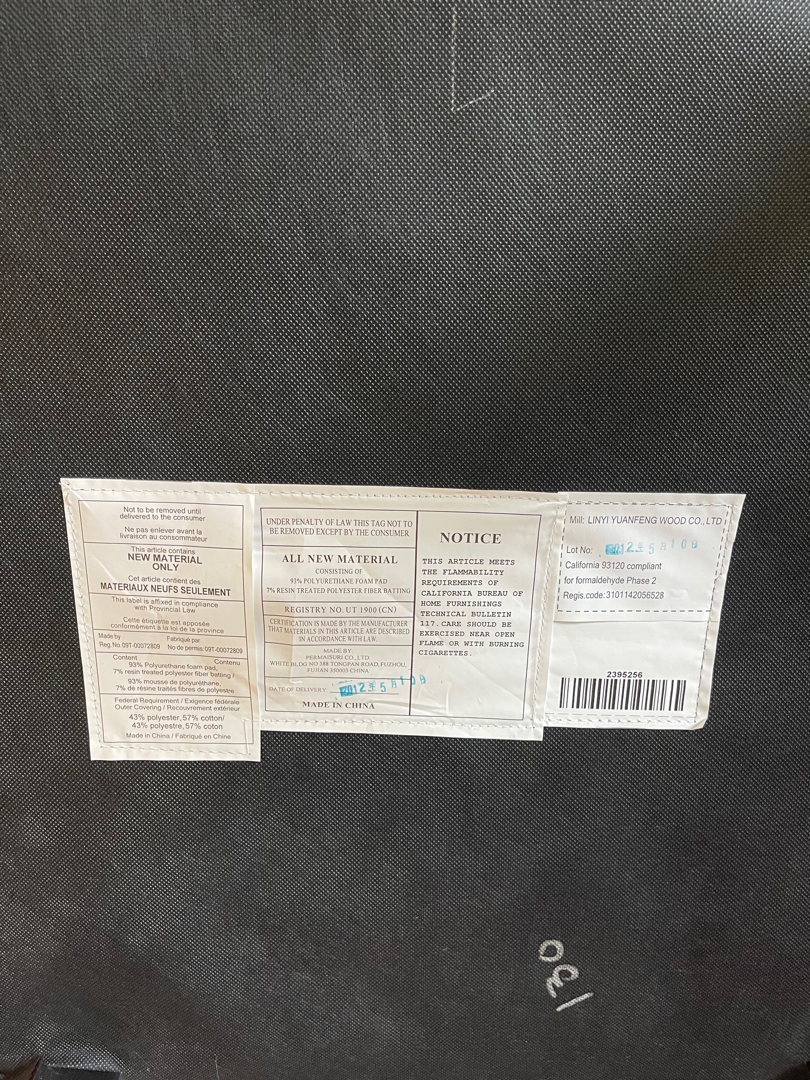 Not to be removed until
delivered to the consumer
Ne pas enlever avant la
livraison au consommateur
This article contains
NEW MATERIAL
ONLY
Cet article contient des
MATERIAUX NEUFS SEULEMENT
This label is affixed in compliance
with Provincial Law
Cette étiquette est apposée
conformément à la loi de la province
Made by Fabriqué par
Reg.No.09T-00072809 No de permis:09T-00072809
Content Contenu
93% Polyurethane foam pad,
7% resin treated polyester fiber batting /
93% mousse de polyuréthane,
7% de résine traités fibres de polyestre
Federal Requirement / Exigence fédérale
Outer Covering / Recouvrement extérieur
43% polyester, 57% cotton/
43% polyestre, 57% coton
Made in China / Fabriqué en Chine
UNDER PENALTY OF LAW THIS TAG NOT TO
BE REMOVED EXCEPT BY THE CONSUMER
ALL NEW MATERIAL
CONSISTING OF
93% POLYURETHANE FOAM PAD
7% RESIN TREATED POLYESTER FIBER BATTING
REGISTRY NO. UT 1900 (CN)
CERTIFICATION IS MADE BY THE MANUFACTURER
THAT MATERIALS IN THIS ARTICLE ARE DESCRIBED
IN ACCORDANCE WITH LAW.
MADE BY
PERMAISURI CO., LTD.
WHITE BLDG NO 388 TONGPAN ROAD, FUZHOU,
FUJIAN 350003 CHINA
DATE OF DELIVERY:
MADE IN CHINA
NOTICE
THIS ARTICLE MEETS
THE FLAMMABILITY
REQUIREMENTS OF
CALIFORNIA BUREAU OF
HOME FURNISHINGS
TECHNICAL BULLETIN
117. CARE SHOULD BE
EXERCISED NEAR OPEN
FLAME OR WITH BURNING
CIGARETTES.
Mill: LINYI YUANFENG WOOD CO., LTD
Lot No:
California 93120 compliant
for formaldehyde Phase 2
Regis.code: 3101142056528
2395256
130